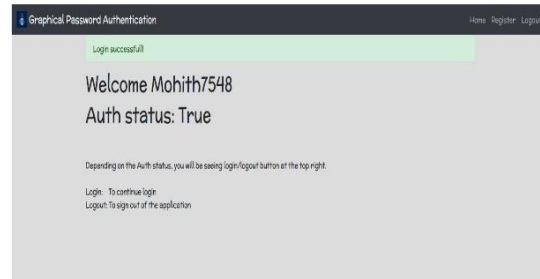 Graphical Password Authentication
Home Register Logout
Login successfull!
Welcome Mohith7548
Auth status: True
Depending on the Auth status, you will be seeing login/logout button at the top right.
Login: To continue login
Logout: To sign out of the application